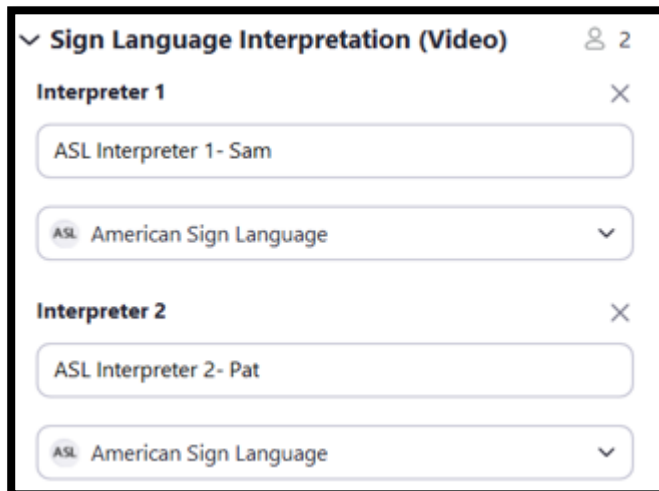 Sign Language Interpretation (Video) 2
Interpreter 1
ASL Interpreter 1- Sam
ASL American Sign Language
Interpreter 2
ASL Interpreter 2- Pat
ASL American Sign Language